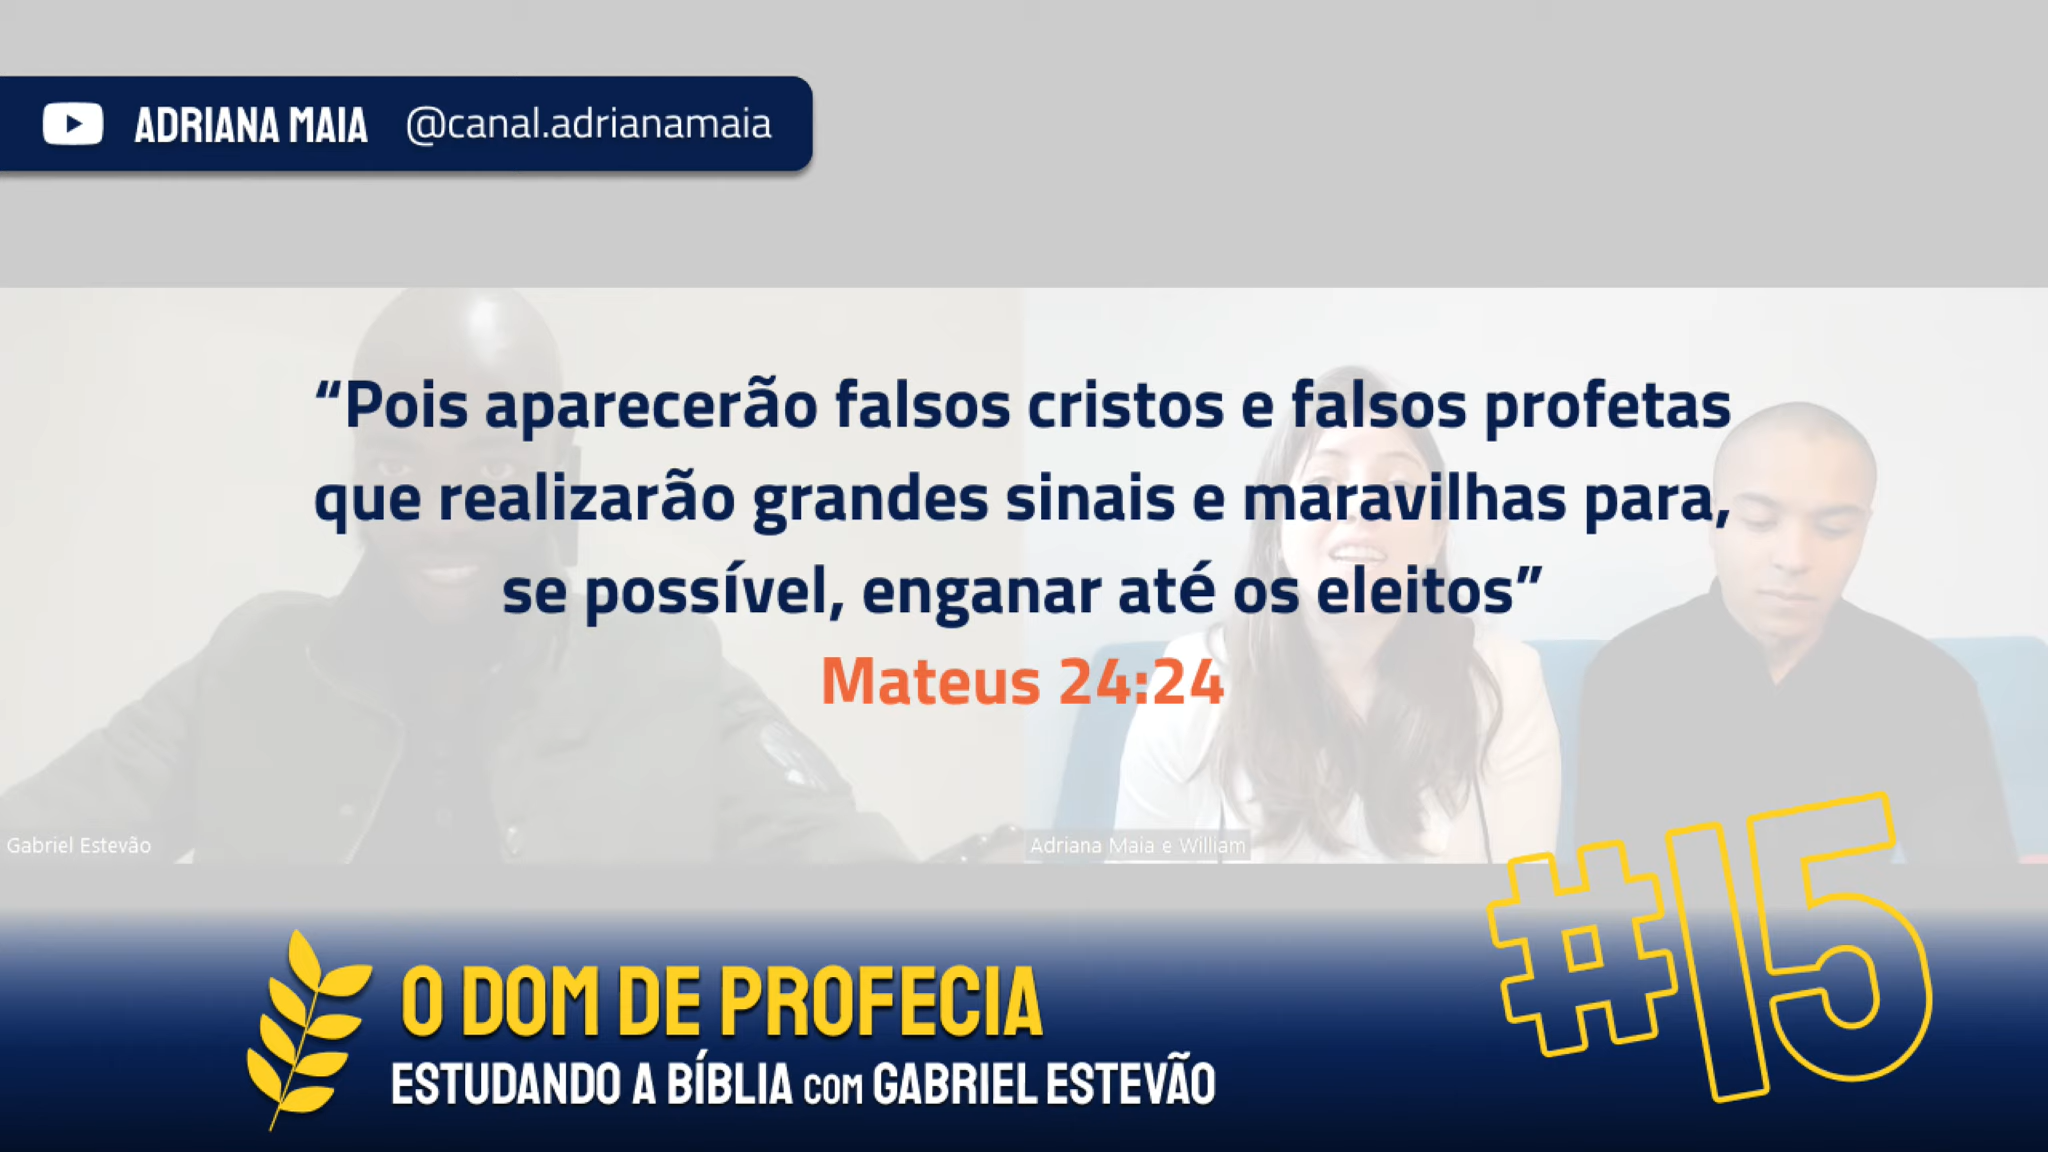 ADRIANA MAIA @canal.adrianamaia
“Pois aparecerão falsos cristos e falsos profetas
que realizarão grandes sinais e maravilhas para,
se possível, enganar até os eleitos”
Mateus 24:24
Gabriel Estevão
Adriana Maia e William
#15
O DOM DE PROFECIA
ESTUDANDO A BÍBLIA COM GABRIEL ESTEVÃO